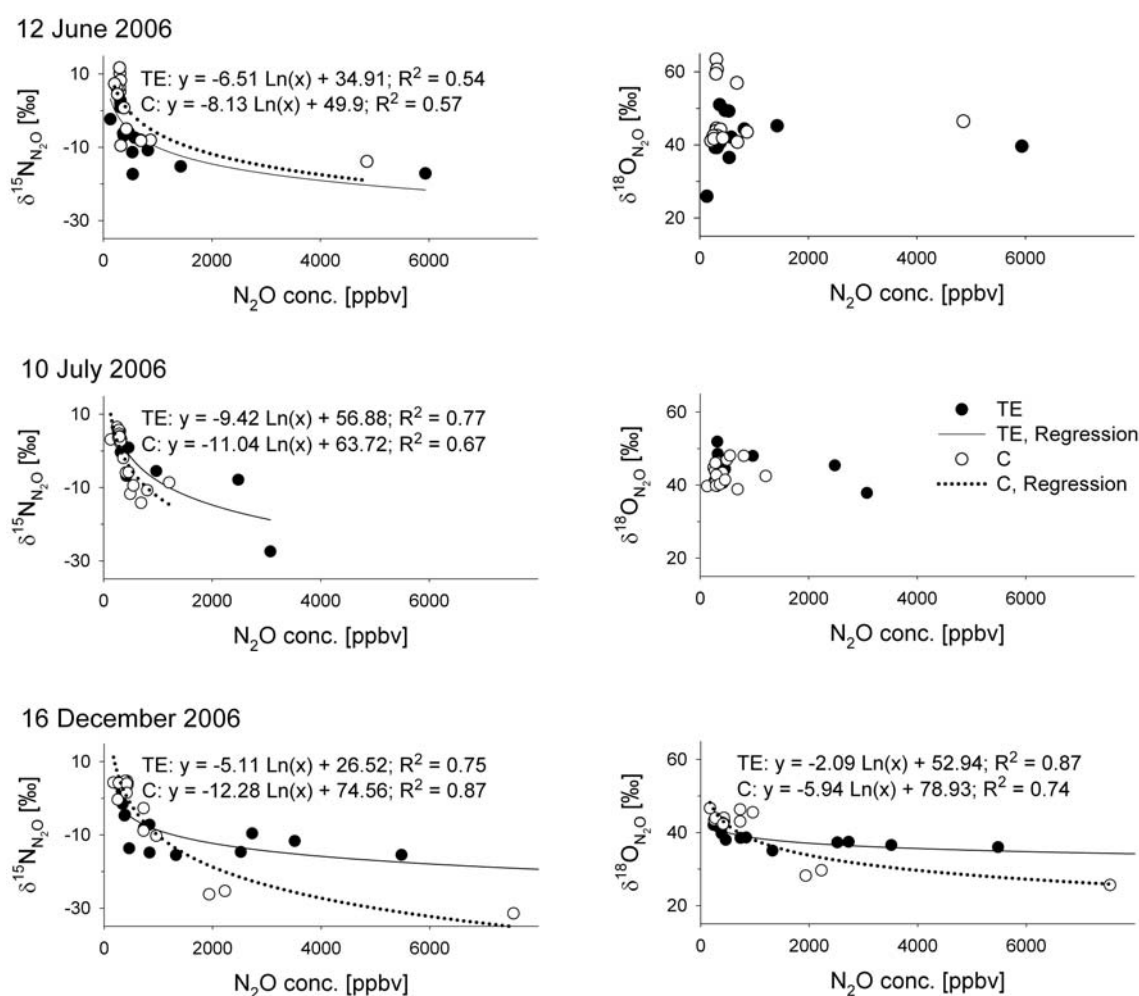 12 June 2006
δ¹⁵N_N₂O [‰]
10
-10
-30
TE: y = -6.51 Ln(x) + 34.91; R² = 0.54
C: y = -8.13 Ln(x) + 49.9; R² = 0.57
0 2000 4000 6000
N₂O conc. [ppbv]
δ¹⁸O_N₂O [‰]
60
40
20
0 2000 4000 6000
N₂O conc. [ppbv]
10 July 2006
δ¹⁵N_N₂O [‰]
10
-10
-30
TE: y = -9.42 Ln(x) + 56.88; R² = 0.77
C: y = -11.04 Ln(x) + 63.72; R² = 0.67
0 2000 4000 6000
N₂O conc. [ppbv]
δ¹⁸O_N₂O [‰]
60
40
20
TE
TE, Regression
C
C, Regression
0 2000 4000 6000
N₂O conc. [ppbv]
16 December 2006
δ¹⁵N_N₂O [‰]
10
-10
-30
TE: y = -5.11 Ln(x) + 26.52; R² = 0.75
C: y = -12.28 Ln(x) + 74.56; R² = 0.87
0 2000 4000 6000
N₂O conc. [ppbv]
δ¹⁸O_N₂O [‰]
60
40
20
TE: y = -2.09 Ln(x) + 52.94; R² = 0.87
C: y = -5.94 Ln(x) + 78.93; R² = 0.74
0 2000 4000 6000
N₂O conc. [ppbv]